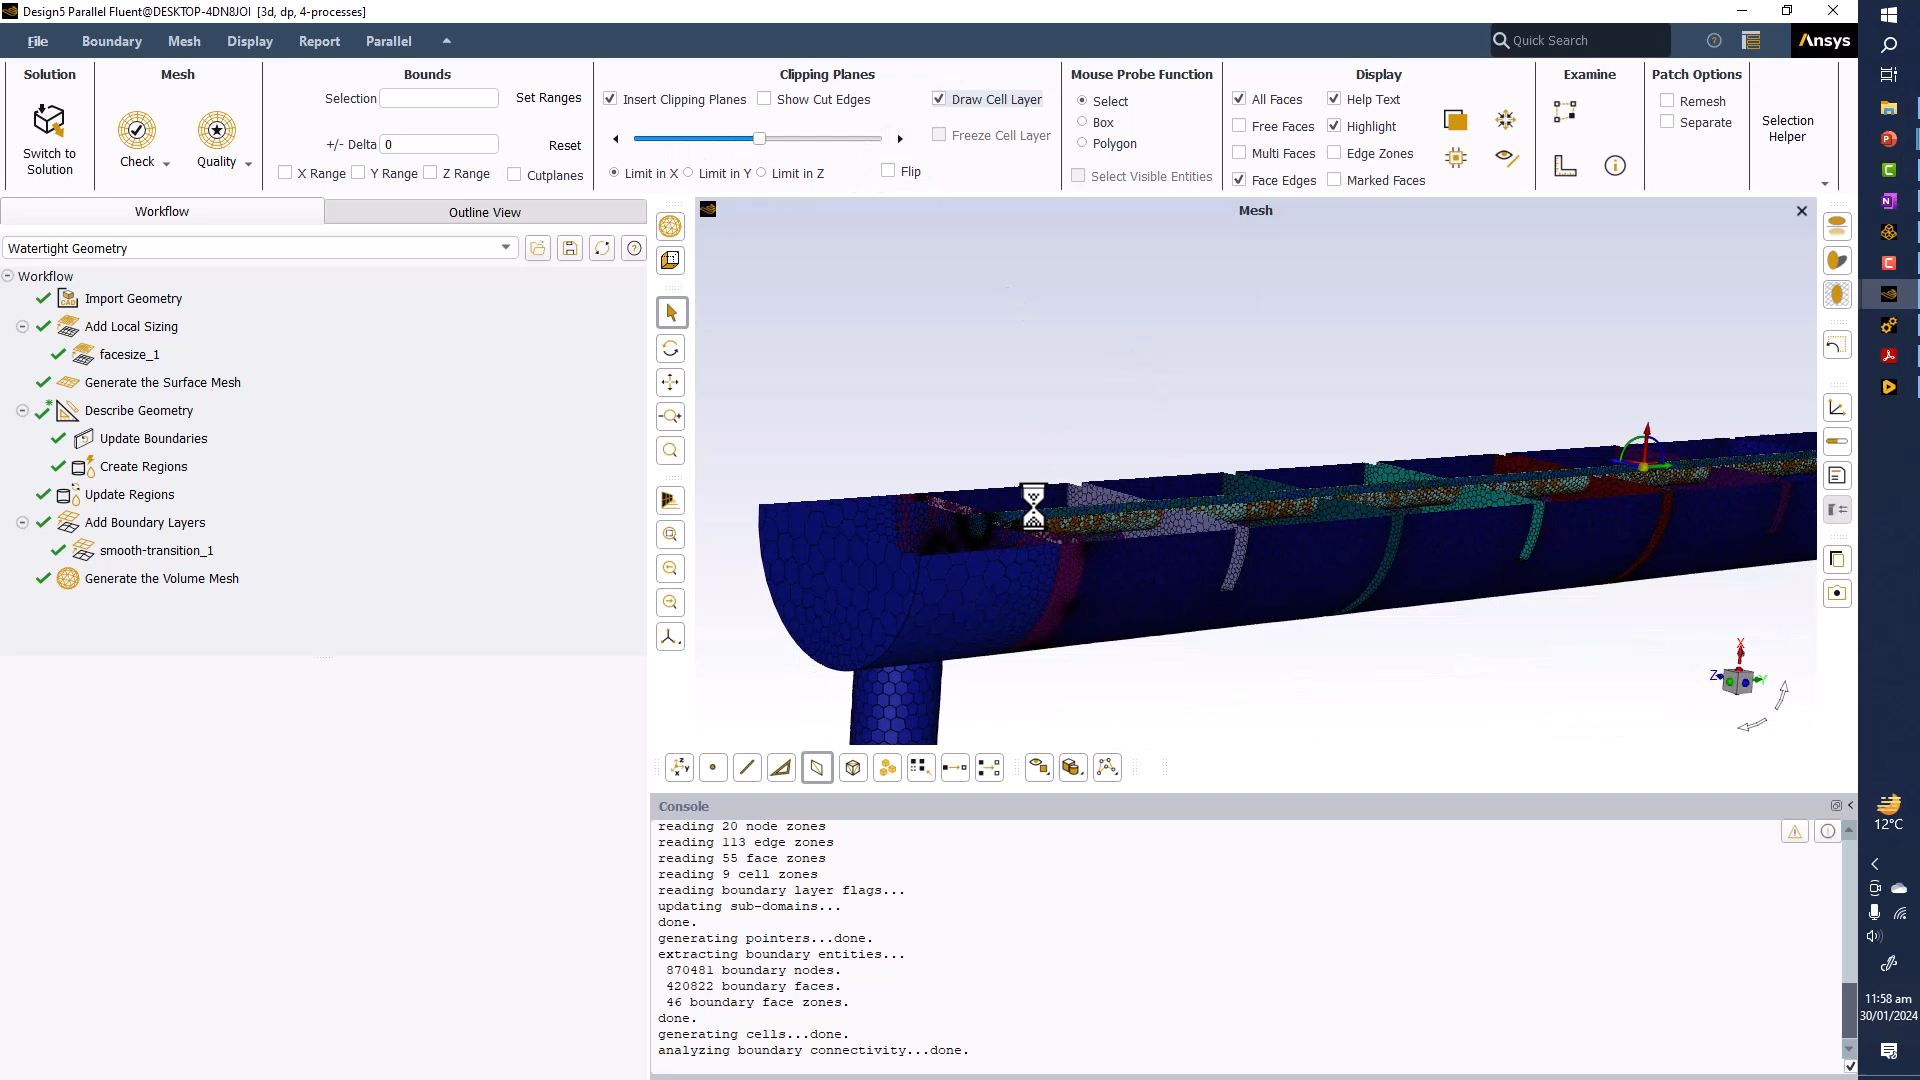 Design5 Parallel Fluent@DESKTOP-4DN8JOI [3d, dp, 4-processes]
File Boundary Mesh Display Report Parallel
Quick Search
Ansys
Solution Mesh Bounds Clipping Planes Mouse Probe Function Display Examine Patch Options
Selection Set Ranges
Insert Clipping Planes Show Cut Edges Draw Cell Layer
Select
All Faces Help Text
Remesh
Box
Separate
Selection Helper
Free Faces Highlight
Freeze Cell Layer
+/- Delta 0 Reset
Polygon
Multi Faces Edge Zones
Switch to Solution
Check
Quality
X Range Y Range Z Range Cutplanes
Limit in X Limit in Y Limit in Z Flip
Select Visible Entities
Face Edges Marked Faces
Workflow
Outline View
Mesh
Watertight Geometry
Workflow
Import Geometry
Add Local Sizing
facesize_1
Generate the Surface Mesh
Describe Geometry
Update Boundaries
Create Regions
Update Regions
Add Boundary Layers
smooth-transition_1
Generate the Volume Mesh
X
Z
Y
Console
reading 20 node zones
reading 113 edge zones
reading 55 face zones
reading 9 cell zones
reading boundary layer flags...
updating sub-domains...
done.
generating pointers...done.
extracting boundary entities...
870481 boundary nodes.
420822 boundary faces.
46 boundary face zones.
done.
generating cells...done.
analyzing boundary connectivity...done.
12°C
11:58 am
30/01/2024